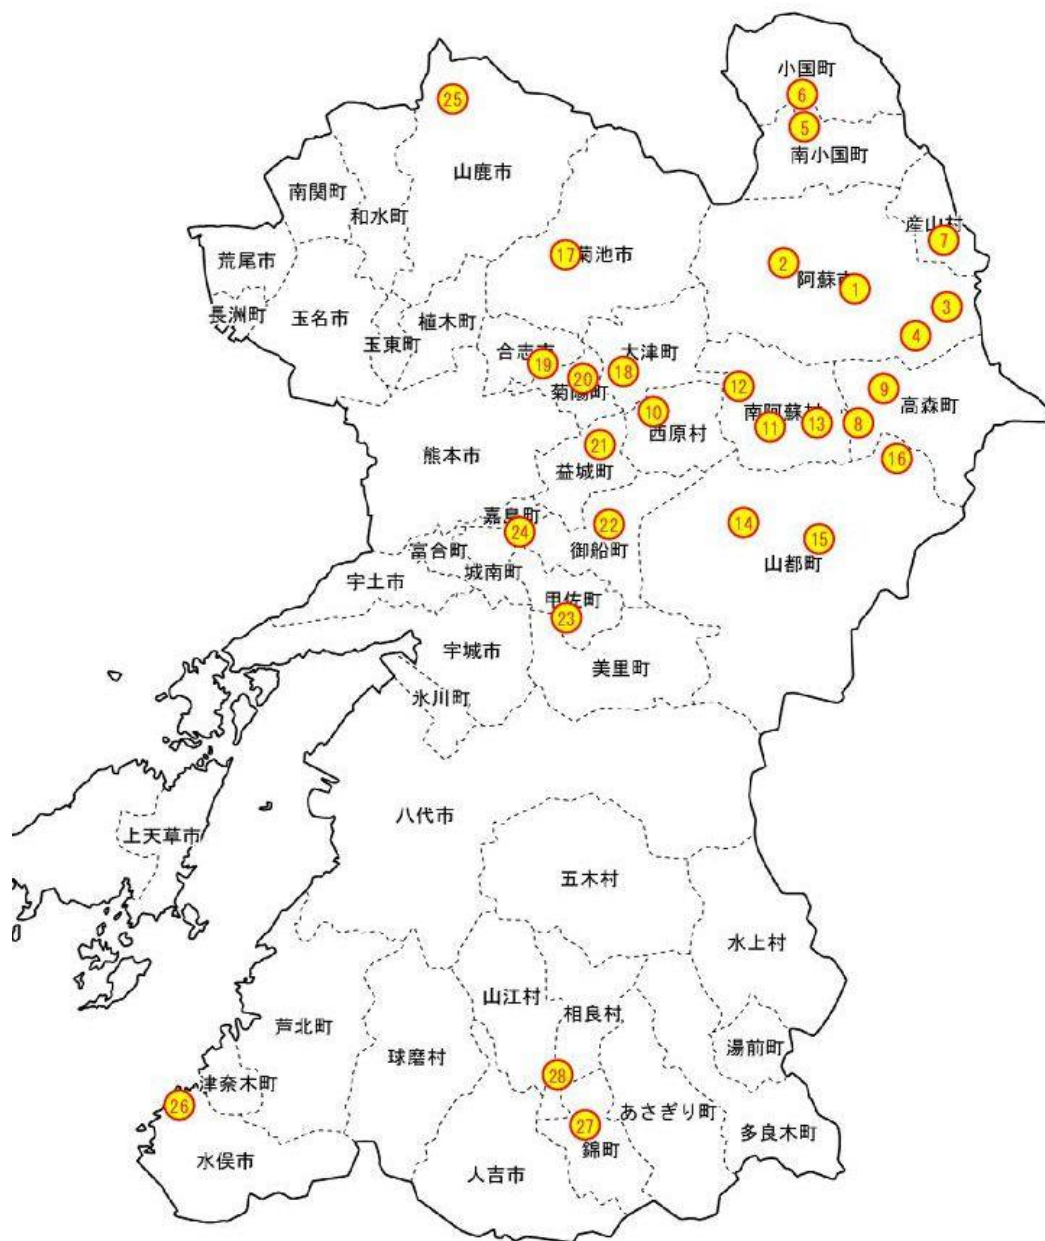 小国町
6
25
5
南小国町
山鹿市
南関町
和水町
産山村
7
荒尾市
17
菊池市
2
阿蘇市
1
3
長洲町
玉名市
植木町
玉東町
4
合志市
19
大津町
18
20
菊陽町
12
9
高森町
10
西原村
南阿蘇村
11
13
8
21
益城町
熊本市
16
嘉島町
24
22
御船町
14
15
山都町
富合町
城南町
宇土市
甲佐町
23
宇城市
美里町
氷川町
八代市
上天草市
五木村
水上村
山江村
相良村
芦北町
球磨村
湯前町
28
津奈木町
26
あさぎり町
27
錦町
多良木町
水俣市
人吉市